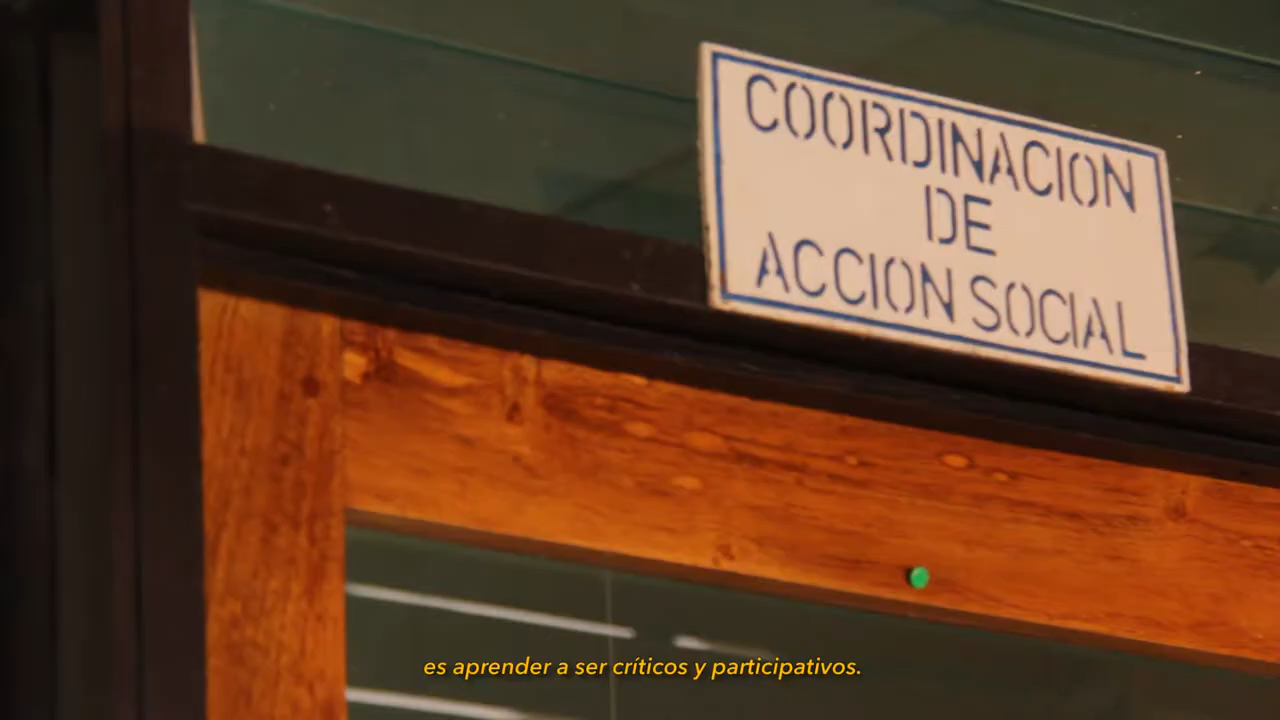 COORDINACION
DE
ACCION SOCIAL
es aprender a ser críticos y participativos.